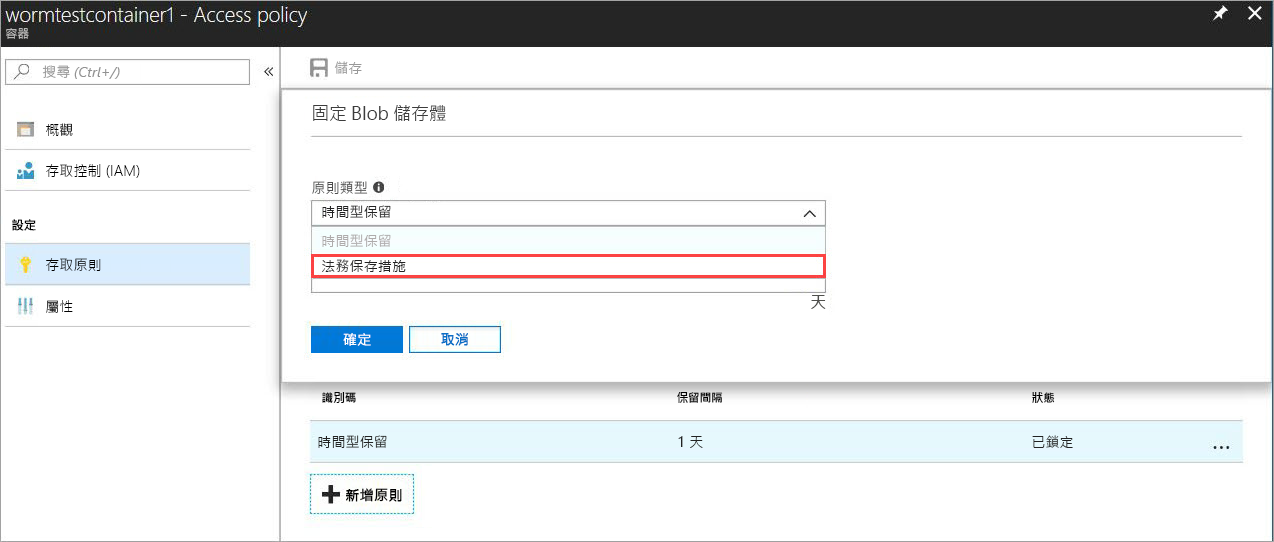 wormtestcontainer1 - Access policy
容器
搜尋 (Ctrl+/)
«
儲存
概觀
存取控制 (IAM)
設定
存取原則
屬性
固定 Blob 儲存體
原則類型
時間型保留
時間型保留
法務保存措施
天
確定
取消
識別碼 保留間隔 狀態
時間型保留 1 天 已鎖定 ...
新增原則